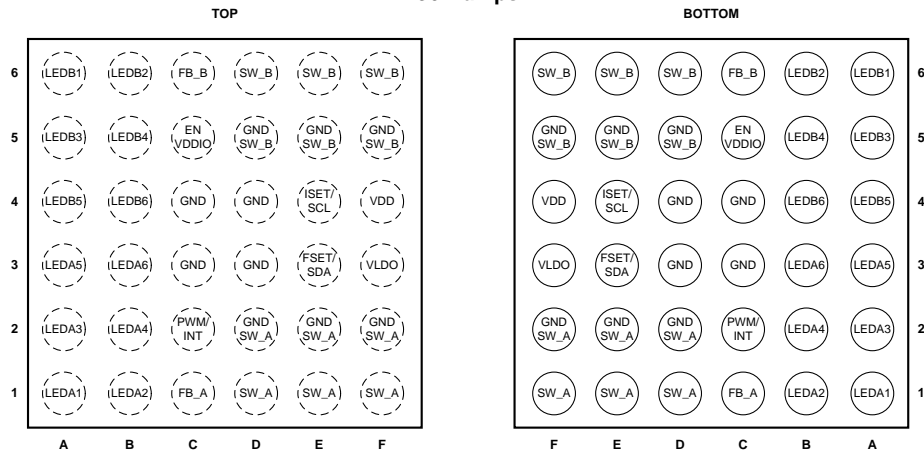 TOP
BOTTOM
6 LEDB1 LEDB2 FB_B SW_B SW_B SW_B
5 LEDB3 LEDB4 EN VDDIO GND SW_B GND SW_B GND SW_B
4 LEDB5 LEDB6 GND GND ISET/ SCL VDD
3 LEDA5 LEDA6 GND GND FSET/ SDA VLDO
2 LEDA3 LEDA4 PWM/ INT GND SW_A GND SW_A GND SW_A
1 LEDA1 LEDA2 FB_A SW_A SW_A SW_A
A B C D E F
SW_B SW_B SW_B FB_B LEDB2 LEDB1 6
GND SW_B GND SW_B GND SW_B EN VDDIO LEDB4 LEDB3 5
VDD ISET/ SCL GND GND LEDB6 LEDB5 4
VLDO FSET/ SDA GND GND LEDA6 LEDA5 3
GND SW_A GND SW_A GND SW_A PWM/ INT LEDA4 LEDA3 2
SW_A SW_A SW_A FB_A LEDA2 LEDA1 1
F E D C B A